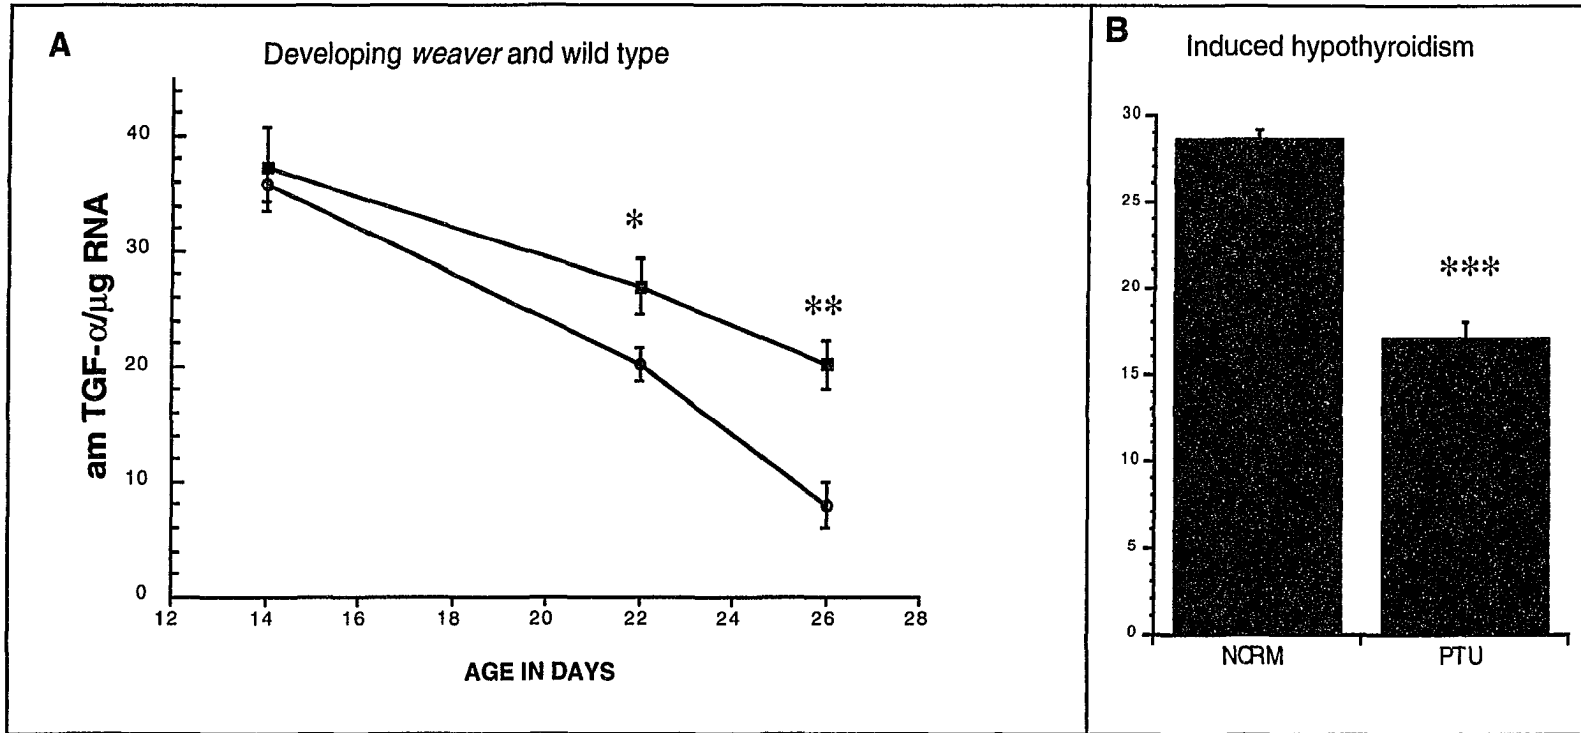 A
Developing weaver and wild type
am TGF-α/μg RNA
40
30
20
10
0
*
**
12 14 16 18 20 22 24 26 28
AGE IN DAYS
B
Induced hypothyroidism
30
25
20
15
10
5
0
***
NORM PTU